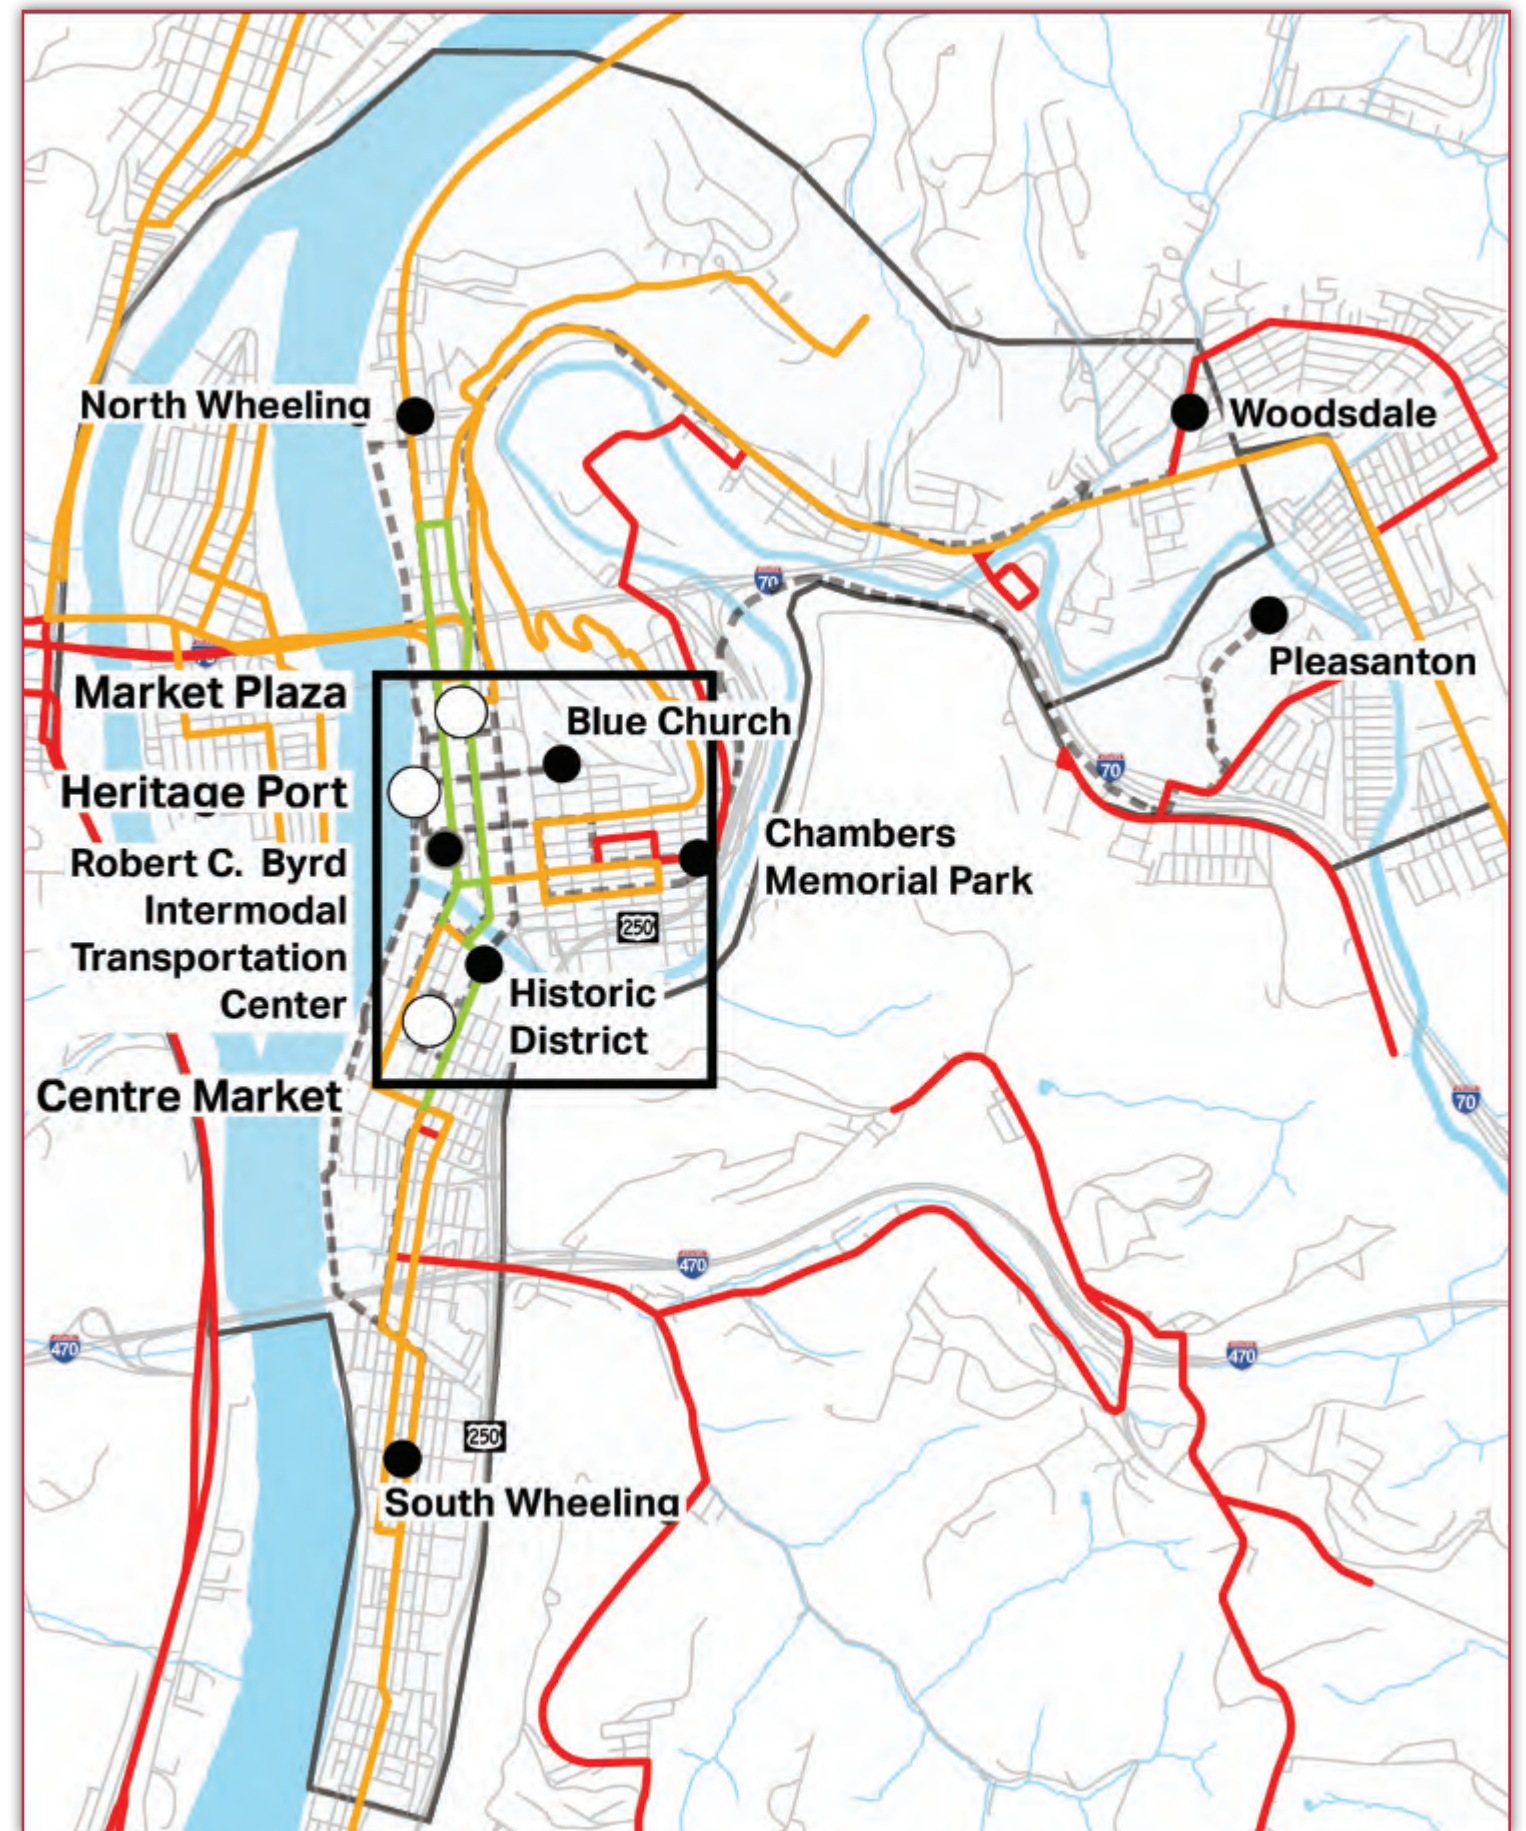 North Wheeling
Woodsdale
70
Pleasanton
Market Plaza
Blue Church
Heritage Port
70
Chambers
Memorial Park
Robert C. Byrd
Intermodal
Transportation
Center
250
Historic
District
Centre Market
70
470
470
470
250
South Wheeling